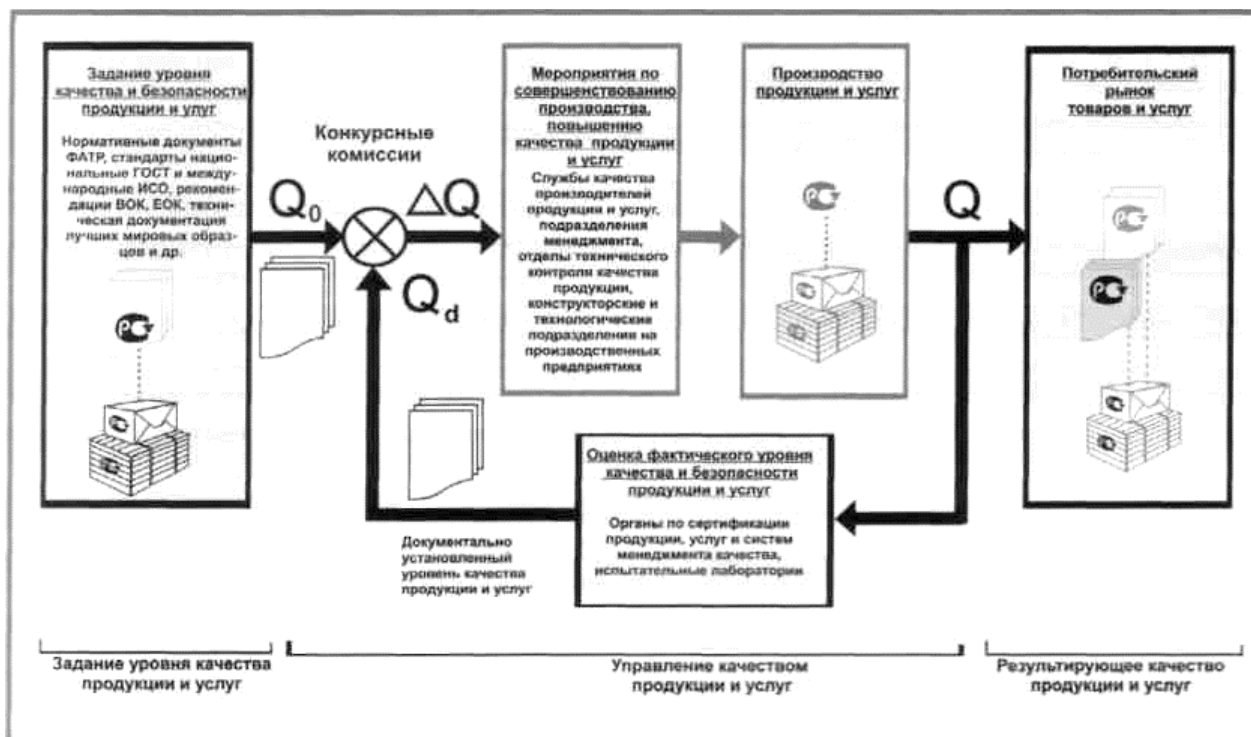 Задание уровня
качества и безопасности
продукции и улуг
Нормативные документы
ФАТР, стандарты нацио-
нальные ГОСТ и между-
народные ИСО, рекомен-
дации ВОК, ЕОК, техни-
ческая документация
лучших мировых образ-
цов и др.
Q0
Конкурсные
комиссии
△Q
Qd
Мероприятия по
совершенствованию
производства,
повышению
качества продукции
и услуг
Службы качества
производителей
продукции и услуг,
подразделения
менеджмента,
отделы технического
контроля качества
продукции,
конструкторские и
технологические
подразделения на
производственных
предприятиях
Производство
продукции и услуг
Q
Потребительский
рынок
товаров и услуг
Оценка фактического уровня
качества и безопасности
продукции и услуг
Органы по сертификации
продукции, услуг и систем
менеджмента качества,
испытательные лаборатории
Документально
установленный
уровень качества
продукции и услуг
Задание уровня качества
продукции и услуг
Управление качеством
продукции и услуг
Результирующее качество
продукции и услуг